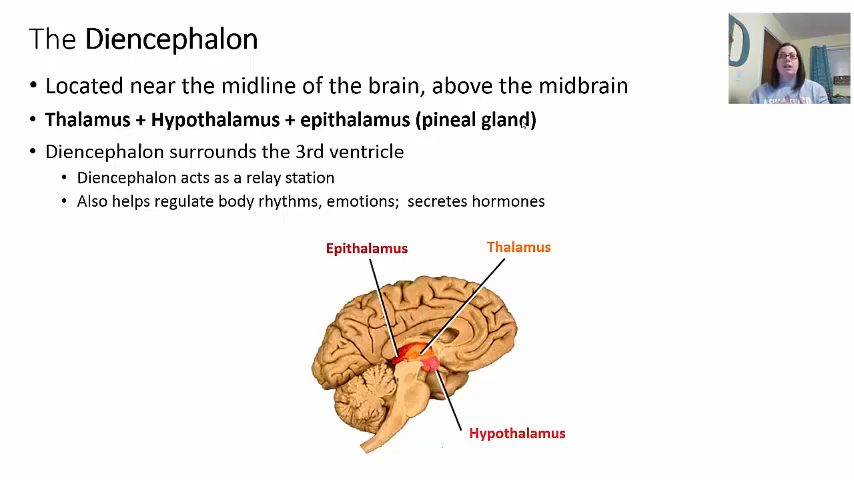 The Diencephalon
• Located near the midline of the brain, above the midbrain
• Thalamus + Hypothalamus + epithalamus (pineal gland)
• Diencephalon surrounds the 3rd ventricle
• Diencephalon acts as a relay station
• Also helps regulate body rhythms, emotions; secretes hormones
Epithalamus
Thalamus
Hypothalamus